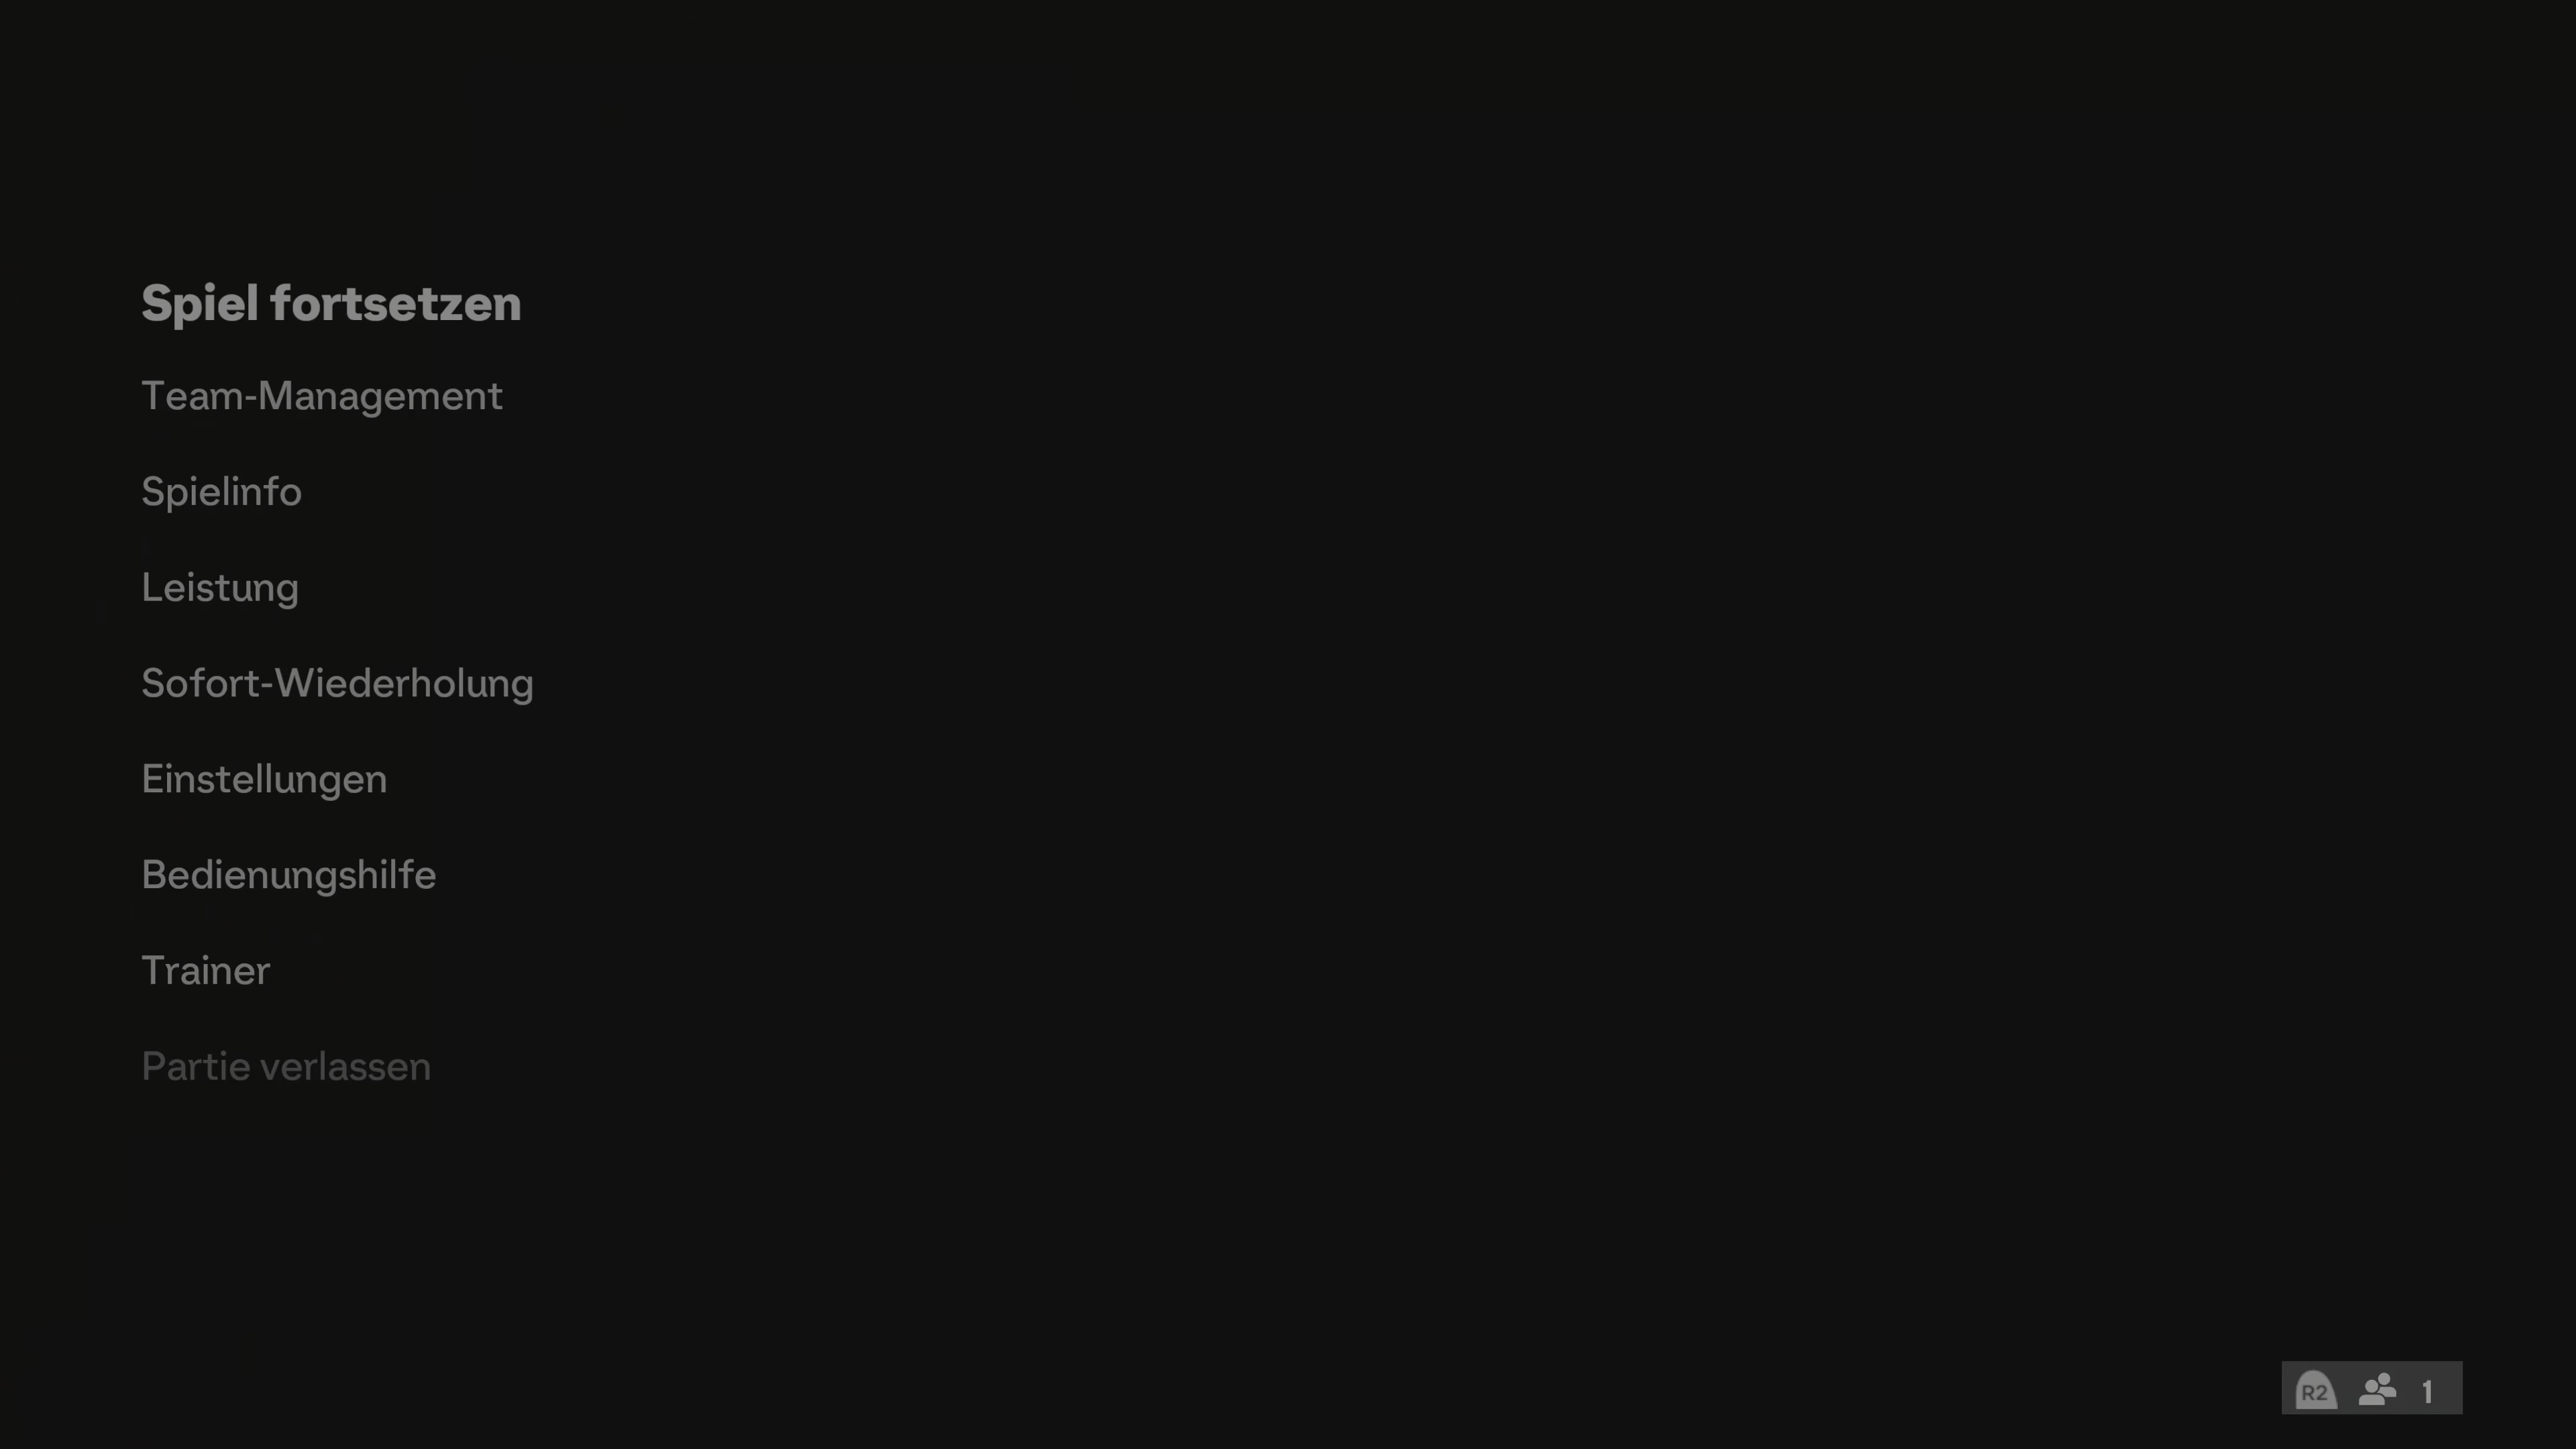 Spiel fortsetzen
Team-Management
Spielinfo
Leistung
Sofort-Wiederholung
Einstellungen
Bedienungshilfe
Trainer
Partie verlassen
R2 1